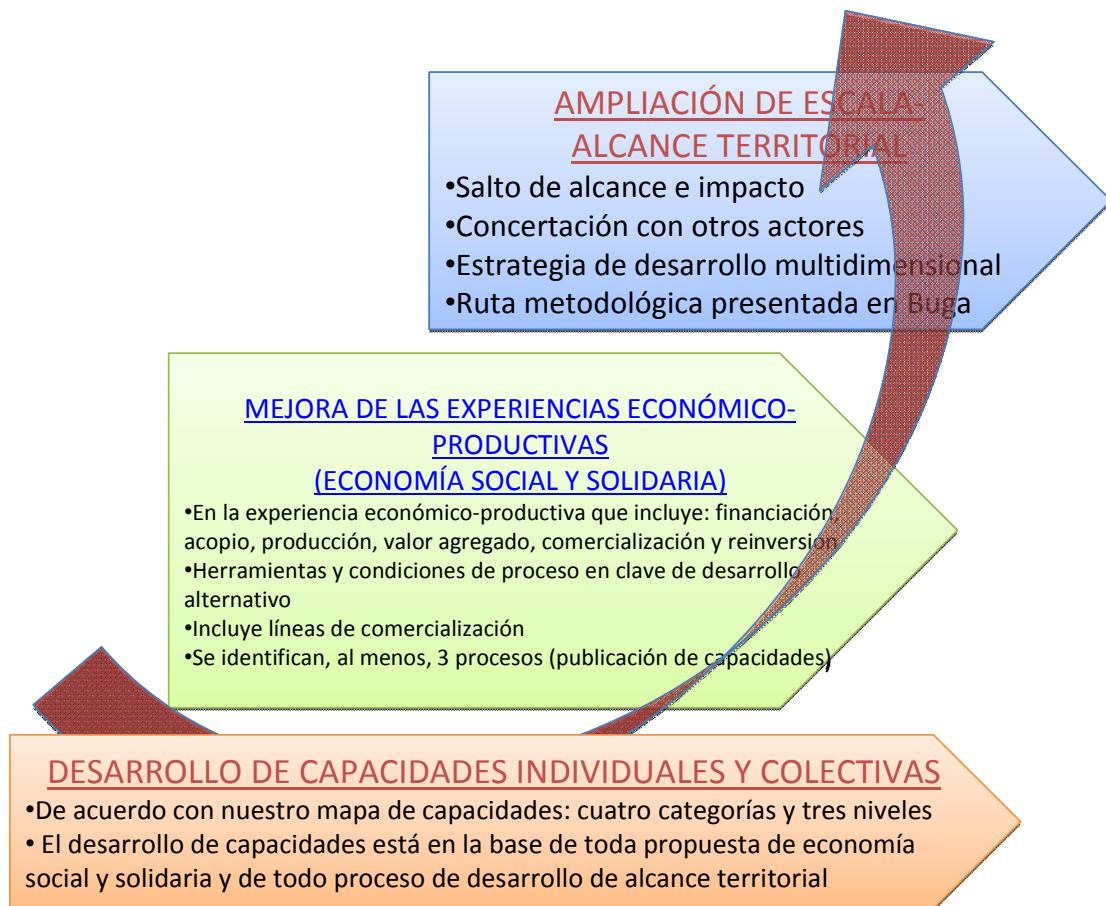 AMPLIACIÓN DE ESCALA-
ALCANCE TERRITORIAL
•Salto de alcance e impacto
•Concertación con otros actores
•Estrategia de desarrollo multidimensional
•Ruta metodológica presentada en Buga
MEJORA DE LAS EXPERIENCIAS ECONÓMICO-
PRODUCTIVAS
(ECONOMÍA SOCIAL Y SOLIDARIA)
•En la experiencia económico-productiva que incluye: financiación,
acopio, producción, valor agregado, comercialización y reinversión
•Herramientas y condiciones de proceso en clave de desarrollo
alternativo
•Incluye líneas de comercialización
•Se identifican, al menos, 3 procesos (publicación de capacidades)
DESARROLLO DE CAPACIDADES INDIVIDUALES Y COLECTIVAS
•De acuerdo con nuestro mapa de capacidades: cuatro categorías y tres niveles
• El desarrollo de capacidades está en la base de toda propuesta de economía
social y solidaria y de todo proceso de desarrollo de alcance territorial